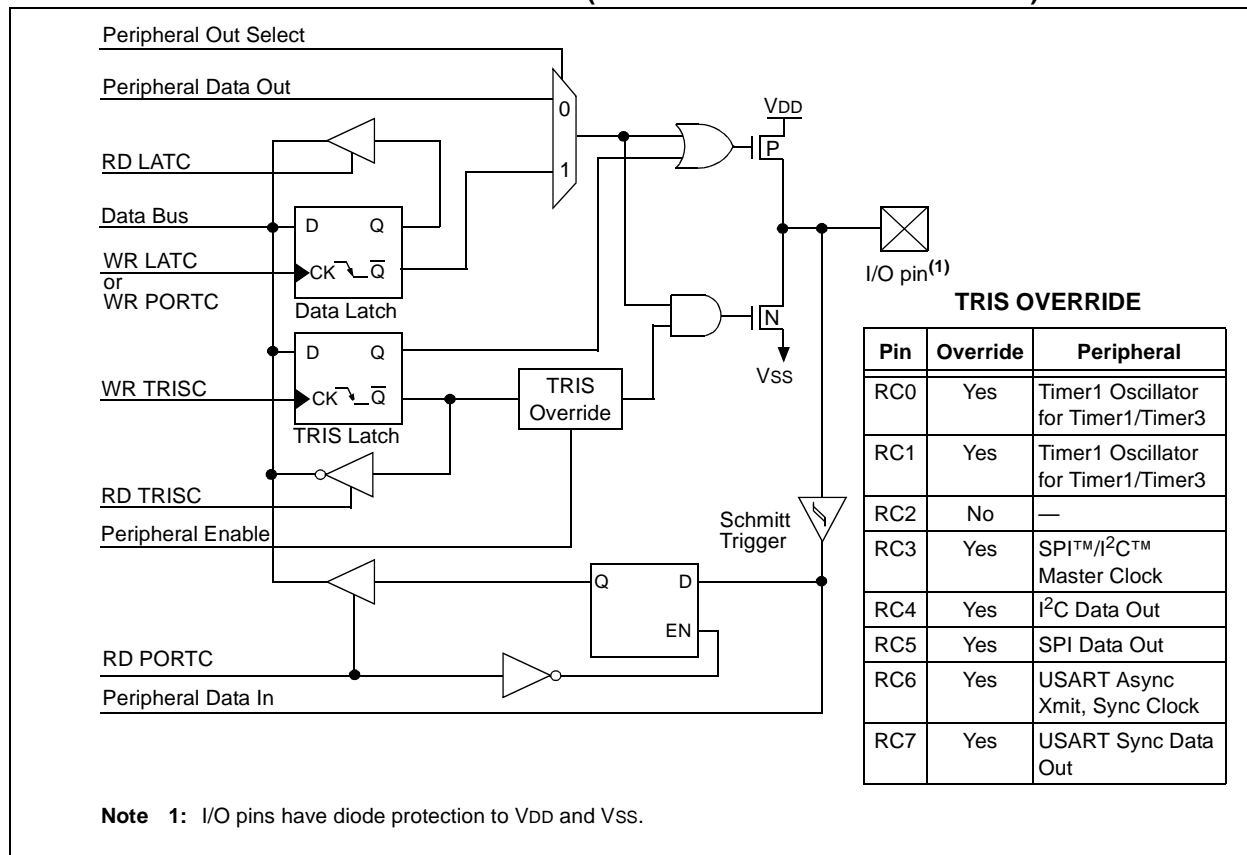 Peripheral Out Select
Peripheral Data Out
0
1
VDD
P
RD LATC
Data Bus
D Q
WR LATC
or
WR PORTC
CK Q̅
Data Latch
I/O pin(1)
D Q
WR TRISC
CK Q̅
TRIS Latch
TRIS
Override
N
VSS
RD TRISC
Peripheral Enable
Schmitt
Trigger
Q D
EN
RD PORTC
Peripheral Data In
TRIS OVERRIDE
Pin Override Peripheral
RC0 Yes Timer1 Oscillator
for Timer1/Timer3
RC1 Yes Timer1 Oscillator
for Timer1/Timer3
RC2 No —
RC3 Yes SPI™/I²C™
Master Clock
RC4 Yes I²C Data Out
RC5 Yes SPI Data Out
RC6 Yes USART Async
Xmit, Sync Clock
RC7 Yes USART Sync Data
Out
Note 1: I/O pins have diode protection to VDD and VSS.